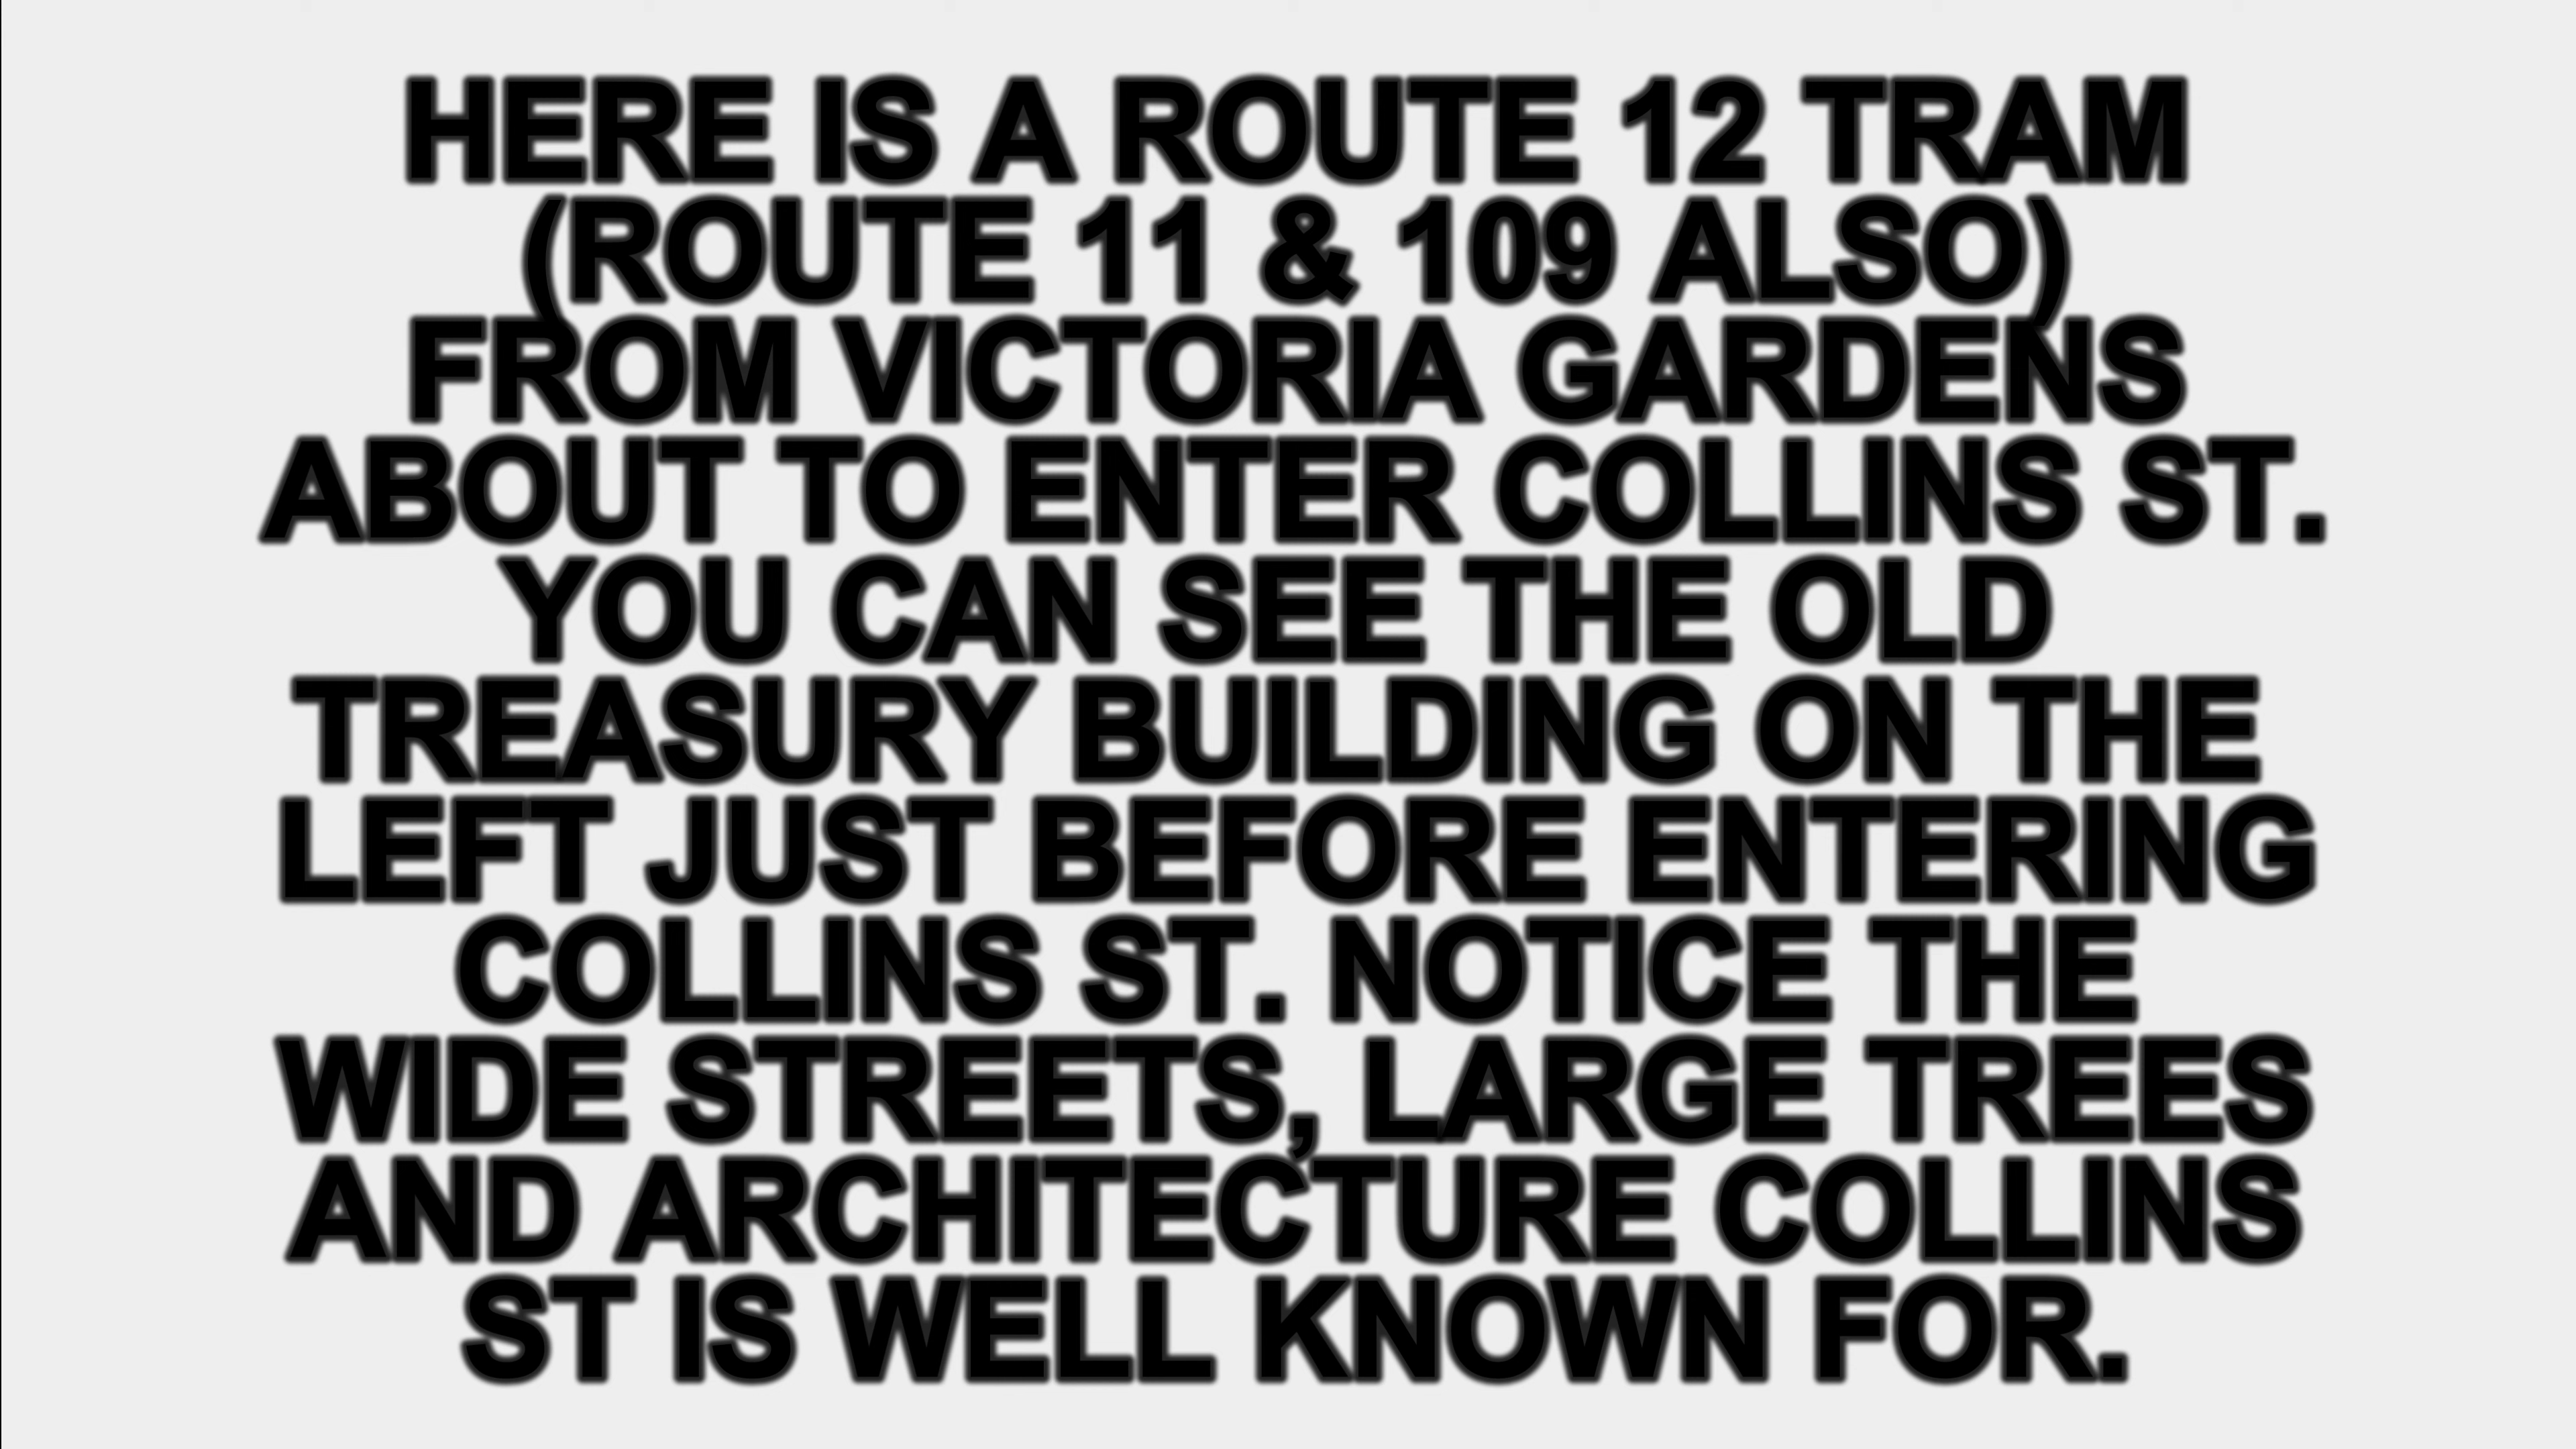 HERE IS A ROUTE 12 TRAM
(ROUTE 11 & 109 ALSO)
FROM VICTORIA GARDENS
ABOUT TO ENTER COLLINS ST.
YOU CAN SEE THE OLD
TREASURY BUILDING ON THE
LEFT JUST BEFORE ENTERING
COLLINS ST. NOTICE THE
WIDE STREETS, LARGE TREES
AND ARCHITECTURE COLLINS
ST IS WELL KNOWN FOR.